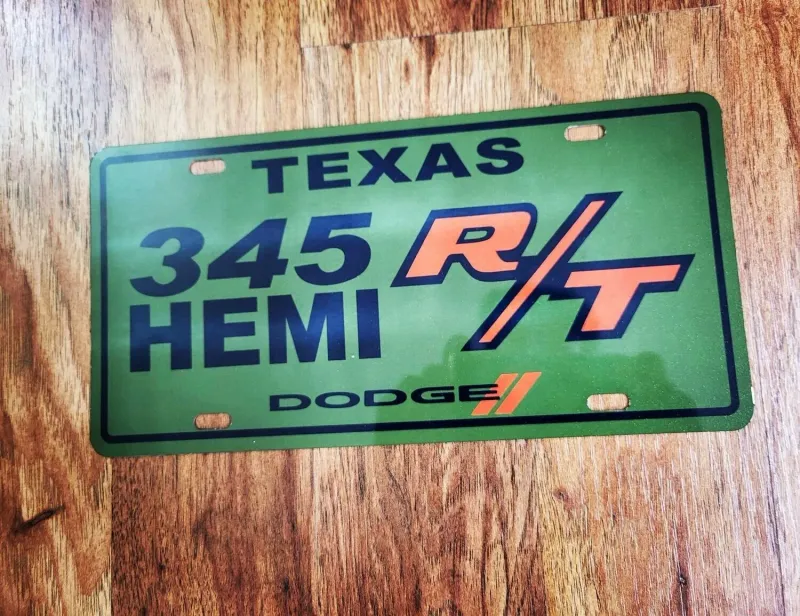 TEXAS
345 R/T
HEMI
DODGE